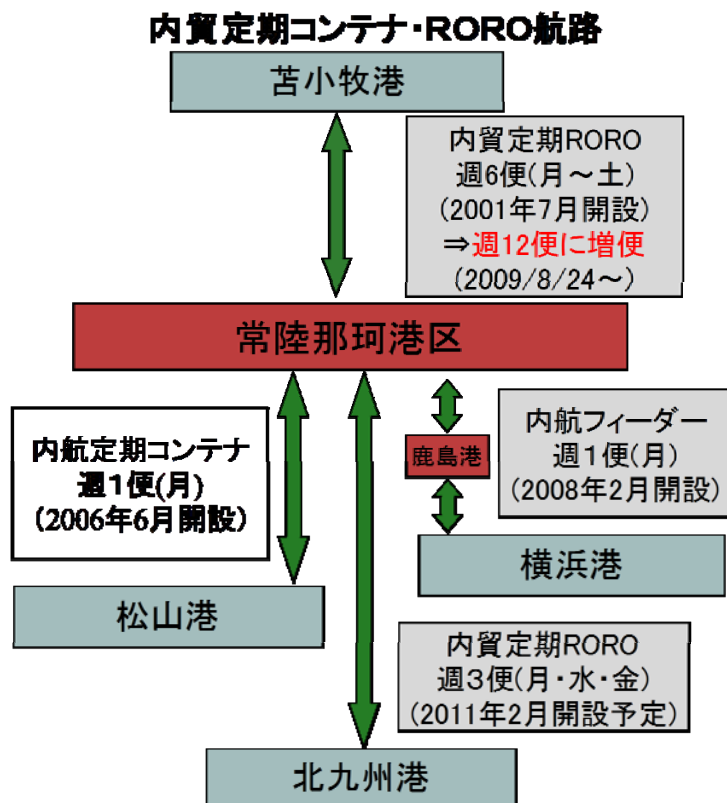 内貿定期コンテナ・RORO航路
苫小牧港
内貿定期RORO
週6便(月～土)
(2001年7月開設)
⇒週12便に増便
(2009/8/24～)
常陸那珂港区
内航定期コンテナ
週１便(月)
(2006年6月開設)
鹿島港
内航フィーダー
週１便(月)
(2008年2月開設)
横浜港
松山港
内貿定期RORO
週３便(月・水・金)
(2011年2月開設予定)
北九州港